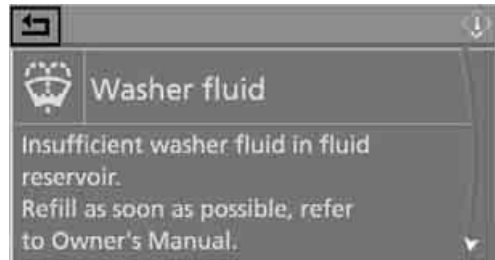 Washer fluid
Insufficient washer fluid in fluid
reservoir.
Refill as soon as possible, refer
to Owner's Manual.